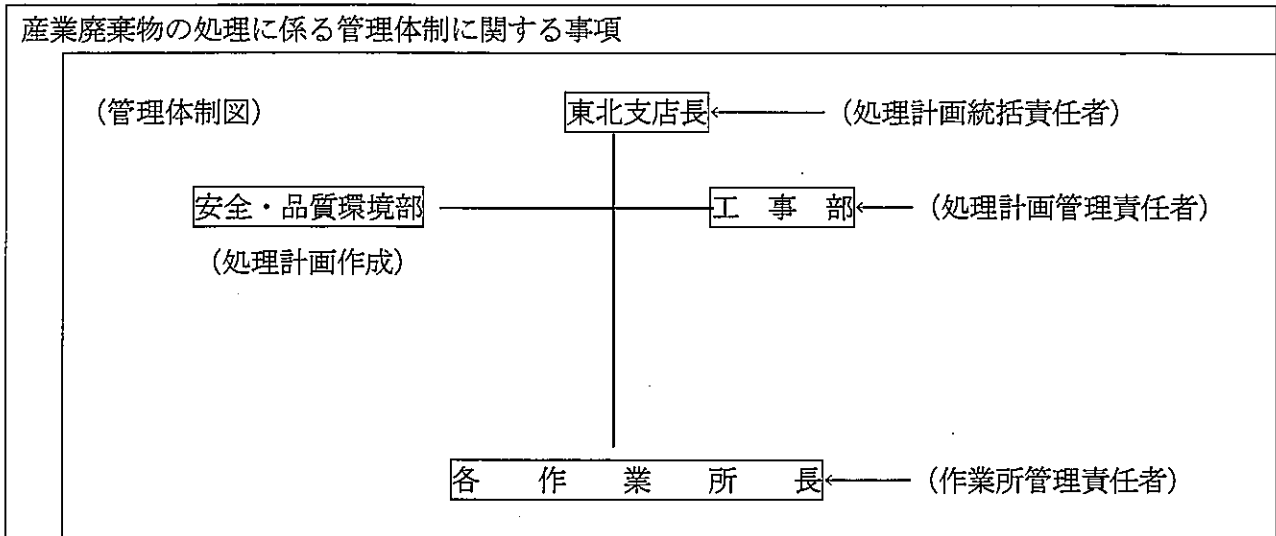 産業廃棄物の処理に係る管理体制に関する事項
（管理体制図）
東北支店長
（処理計画統括責任者）
安全・品質環境部
工事部
（処理計画管理責任者）
（処理計画作成）
各作業所長
（作業所管理責任者）